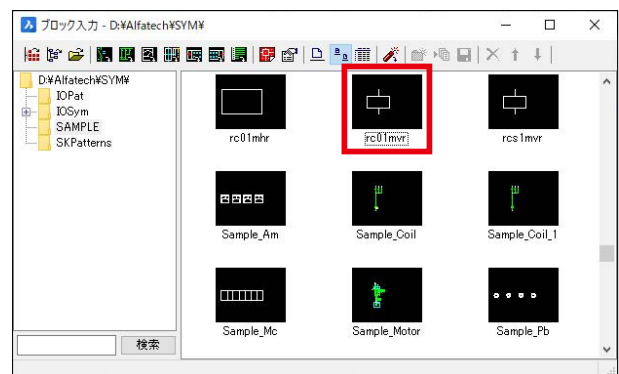 ブロック入力 - D:¥Alfatech¥SYM¥
D:¥Alfatech¥SYM¥
IOPat
IOSym
SAMPLE
SKPatterns
rc01mhr
rc01mvr
rcs1mvr
Sample_Am
Sample_Coil
Sample_Coil_1
Sample_Mc
Sample_Motor
Sample_Pb
検索